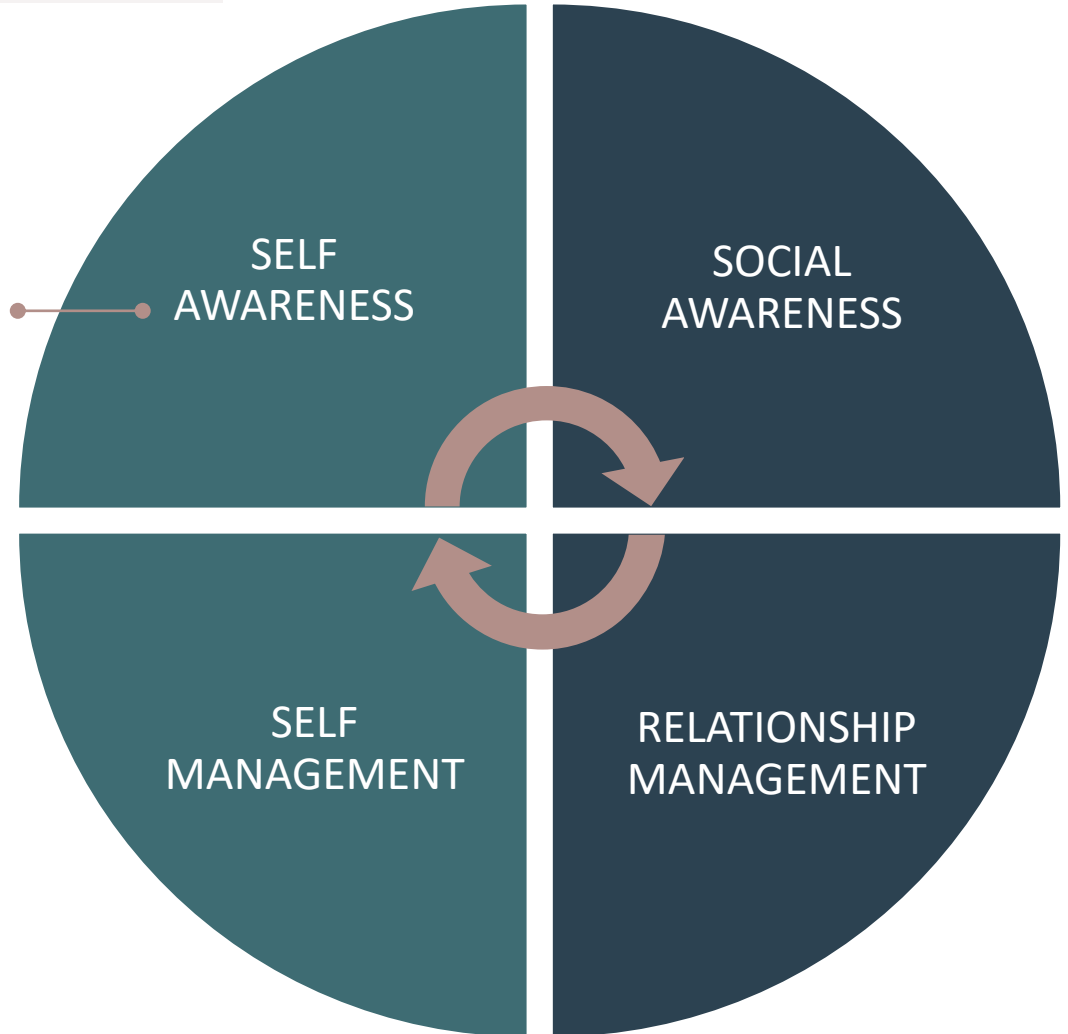 SELF
AWARENESS
SOCIAL
AWARENESS
SELF
MANAGEMENT
RELATIONSHIP
MANAGEMENT